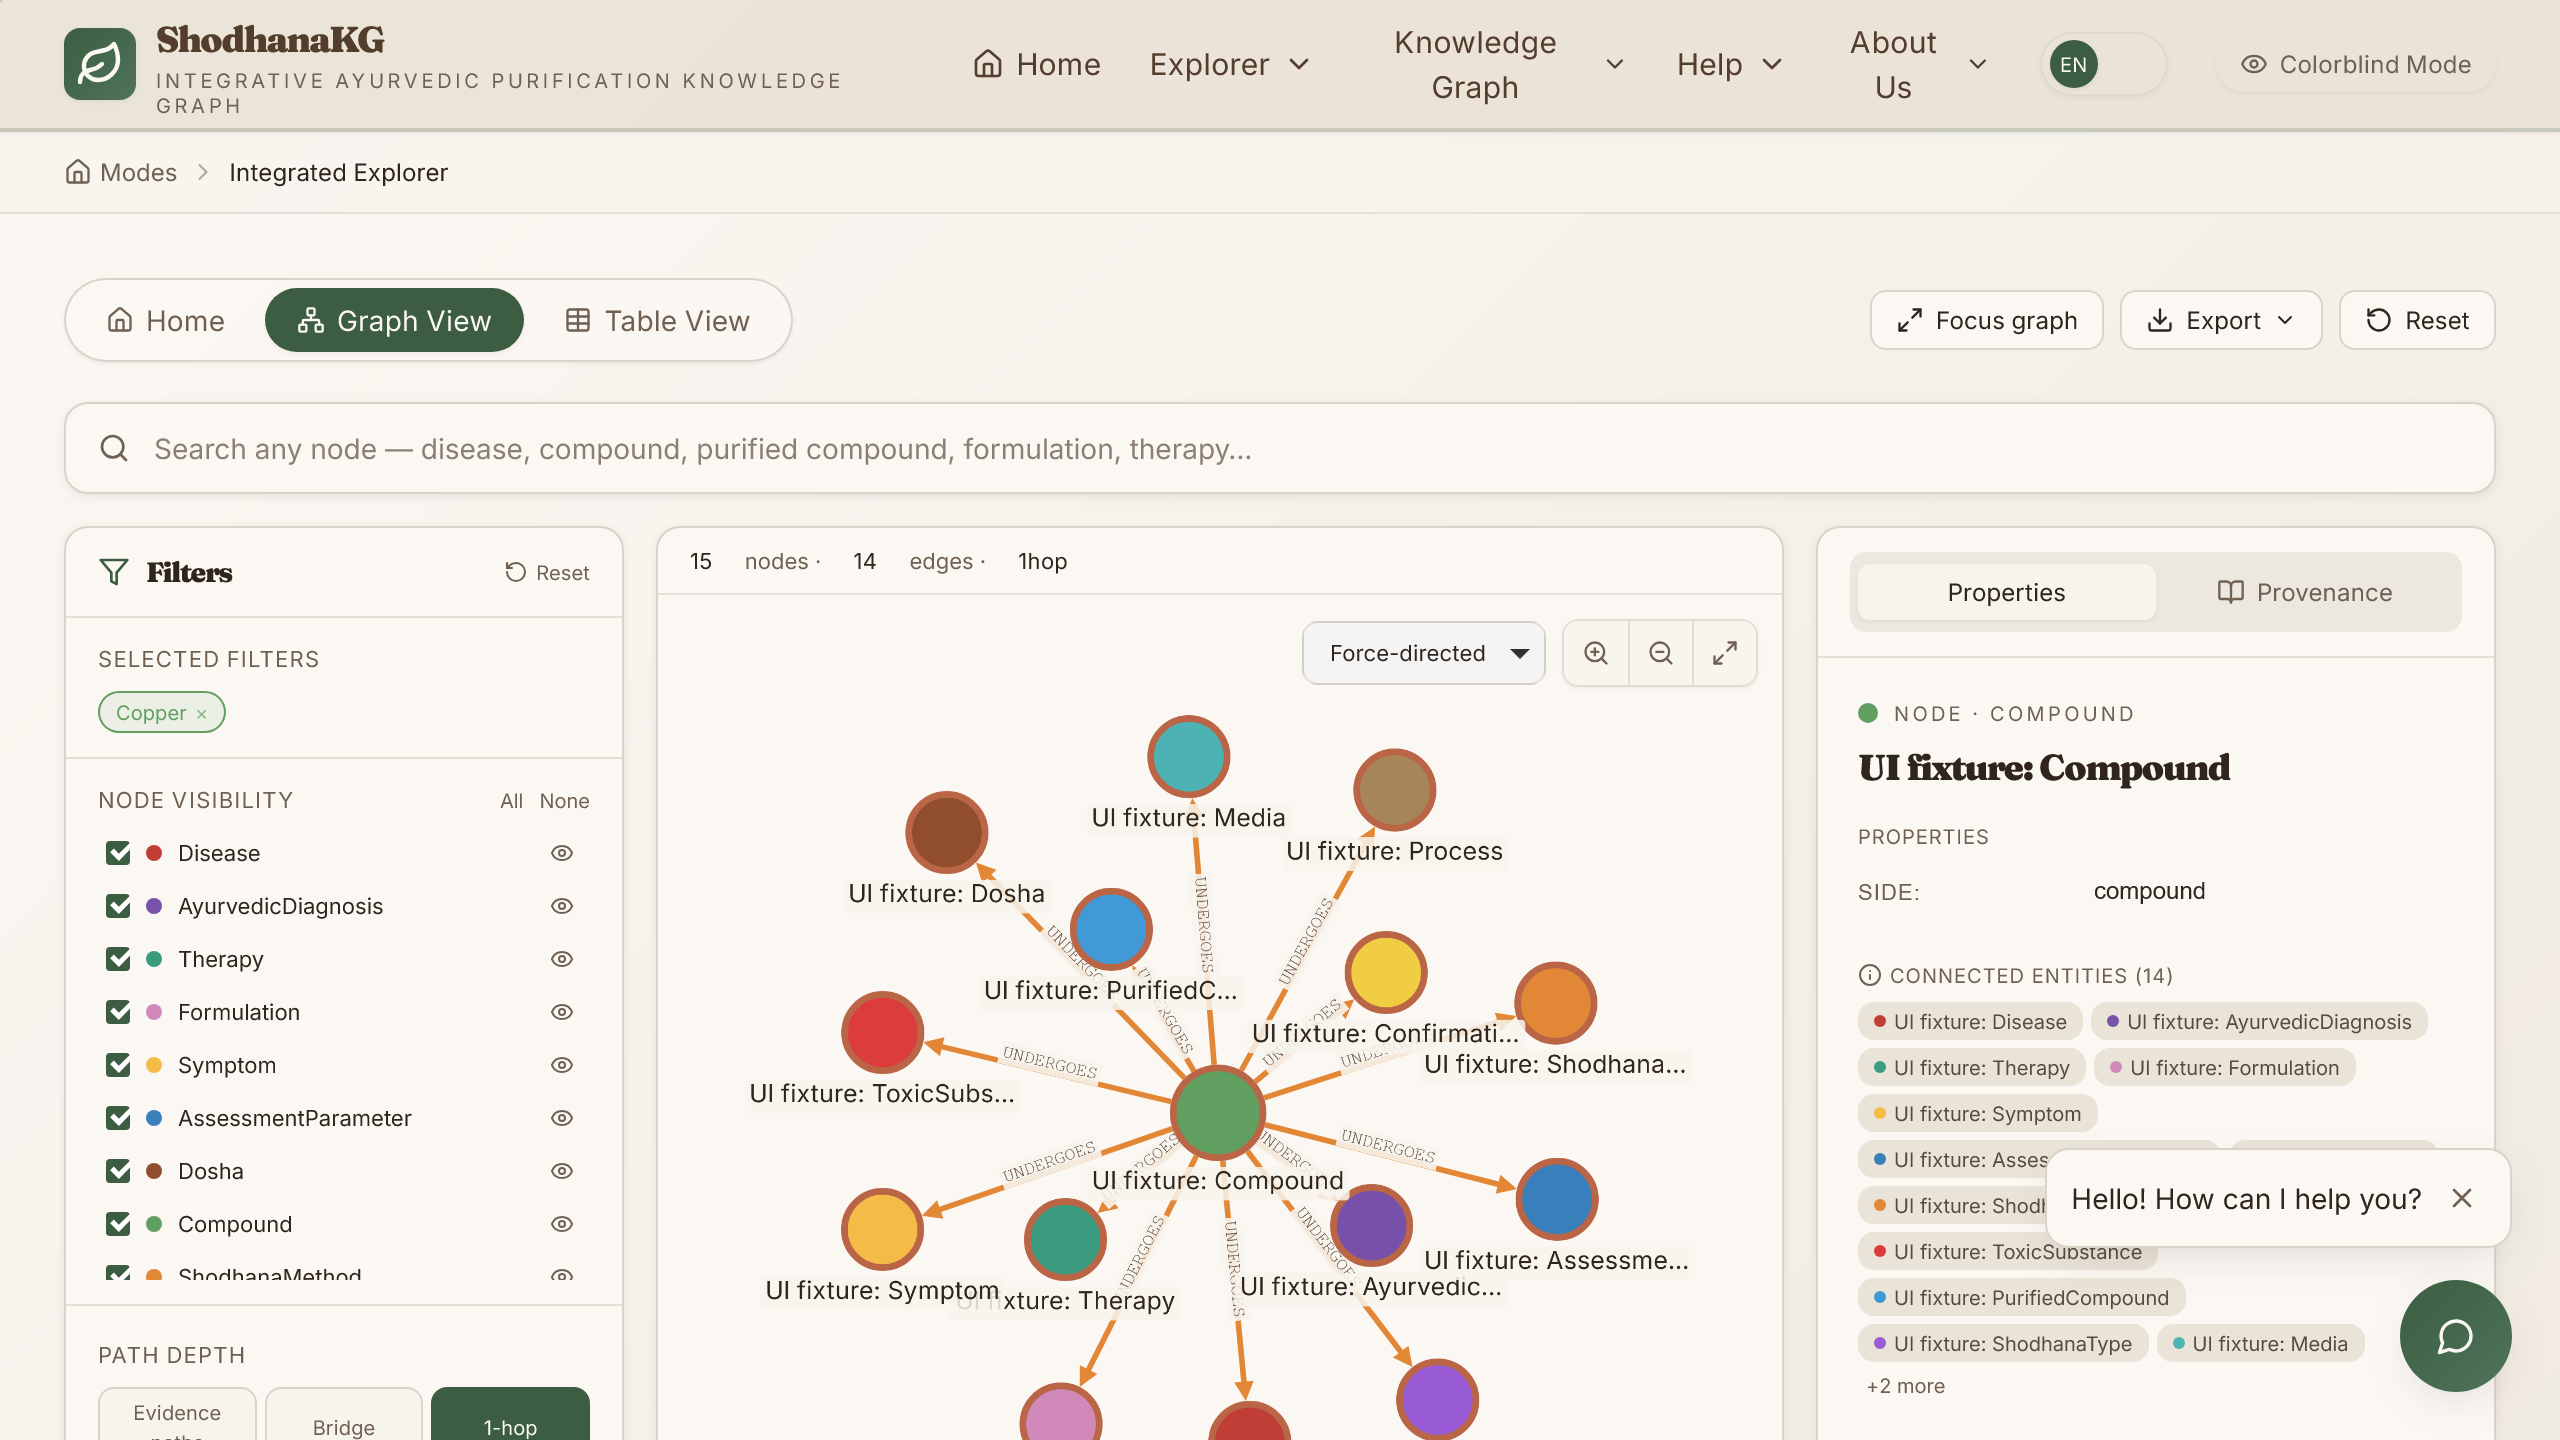 ShodhanaKG
INTEGRATIVE AYURVEDIC PURIFICATION KNOWLEDGE
GRAPH
Home
Explorer
Knowledge
Graph
Help
About
Us
EN
Colorblind Mode
Modes
Integrated Explorer
Home
Graph View
Table View
Focus graph
Export
Reset
Search any node — disease, compound, purified compound, formulation, therapy...
Filters
Reset
SELECTED FILTERS
Copper ×
NODE VISIBILITY
All None
Disease
AyurvedicDiagnosis
Therapy
Formulation
Symptom
AssessmentParameter
Dosha
Compound
ShodhanaMethod
PATH DEPTH
Evidence
Bridge
1-hop
15 nodes · 14 edges · 1hop
Force-directed
UI fixture: Media
UI fixture: Process
UI fixture: Dosha
UNDERGOES
UNDERGOES
UI fixture: PurifiedC...
UI fixture: Confirmati...
UI fixture: Shodhana...
UNDERGOES
UI fixture: ToxicSubs...
UNDERGOES
UNDERGOES
UI fixture: Compound
UI fixture: Assessme...
UNDERGOES
UNDERGOES
UI fixture: Ayurvedic...
UI fixture: Symptom
xture: Therapy
Properties
Provenance
NODE · COMPOUND
UI fixture: Compound
PROPERTIES
SIDE: compound
CONNECTED ENTITIES (14)
UI fixture: Disease
UI fixture: AyurvedicDiagnosis
UI fixture: Therapy
UI fixture: Formulation
UI fixture: Symptom
UI fixture: Asses
UI fixture: Shodh
UI fixture: ToxicSubstance
UI fixture: PurifiedCompound
UI fixture: ShodhanaType
UI fixture: Media
+2 more
Hello! How can I help you?